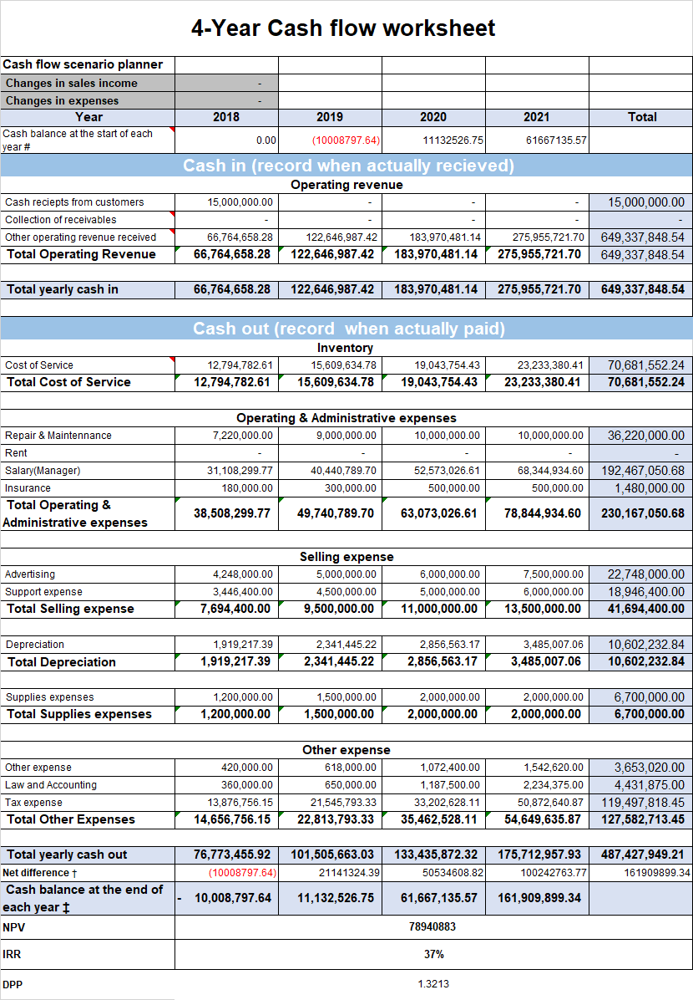 4-Year Cash flow worksheet
Cash flow scenario planner
Changes in sales income -
Changes in expenses -
Year 2018 2019 2020 2021 Total
Cash balance at the start of each
year # 0.00 (10008797.64) 11132526.75 61667135.57
Cash in (record when actually recieved)
Operating revenue
Cash reciepts from customers 15,000,000.00 - - - 15,000,000.00
Collection of receivables - - - - -
Other operating revenue received 66,764,658.28 122,646,987.42 183,970,481.14 275,955,721.70 649,337,848.54
Total Operating Revenue 66,764,658.28 122,646,987.42 183,970,481.14 275,955,721.70 649,337,848.54
Total yearly cash in 66,764,658.28 122,646,987.42 183,970,481.14 275,955,721.70 649,337,848.54
Cash out (record when actually paid)
Inventory
Cost of Service 12,794,782.61 15,609,634.78 19,043,754.43 23,233,380.41 70,681,552.24
Total Cost of Service 12,794,782.61 15,609,634.78 19,043,754.43 23,233,380.41 70,681,552.24
Operating & Administrative expenses
Repair & Maintennance 7,220,000.00 9,000,000.00 10,000,000.00 10,000,000.00 36,220,000.00
Rent - - - - -
Salary(Manager) 31,108,299.77 40,440,789.70 52,573,026.61 68,344,934.60 192,467,050.68
Insurance 180,000.00 300,000.00 500,000.00 500,000.00 1,480,000.00
Total Operating &
Administrative expenses 38,508,299.77 49,740,789.70 63,073,026.61 78,844,934.60 230,167,050.68
Selling expense
Advertising 4,248,000.00 5,000,000.00 6,000,000.00 7,500,000.00 22,748,000.00
Support expense 3,446,400.00 4,500,000.00 5,000,000.00 6,000,000.00 18,946,400.00
Total Selling expense 7,694,400.00 9,500,000.00 11,000,000.00 13,500,000.00 41,694,400.00
Depreciation 1,919,217.39 2,341,445.22 2,856,563.17 3,485,007.06 10,602,232.84
Total Depreciation 1,919,217.39 2,341,445.22 2,856,563.17 3,485,007.06 10,602,232.84
Supplies expenses 1,200,000.00 1,500,000.00 2,000,000.00 2,000,000.00 6,700,000.00
Total Supplies expenses 1,200,000.00 1,500,000.00 2,000,000.00 2,000,000.00 6,700,000.00
Other expense
Other expense 420,000.00 618,000.00 1,072,400.00 1,542,620.00 3,653,020.00
Law and Accounting 360,000.00 650,000.00 1,187,500.00 2,234,375.00 4,431,875.00
Tax expense 13,876,756.15 21,545,793.33 33,202,628.11 50,872,640.87 119,497,818.45
Total Other Expenses 14,656,756.15 22,813,793.33 35,462,528.11 54,649,635.87 127,582,713.45
Total yearly cash out 76,773,455.92 101,505,663.03 133,435,872.32 175,712,957.93 487,427,949.21
Net difference † (10008797.64) 21141324.39 50534608.82 100242763.77 161909899.34
Cash balance at the end of
each year ‡ - 10,008,797.64 11,132,526.75 61,667,135.57 161,909,899.34
NPV 78940883
IRR 37%
DPP 1.3213